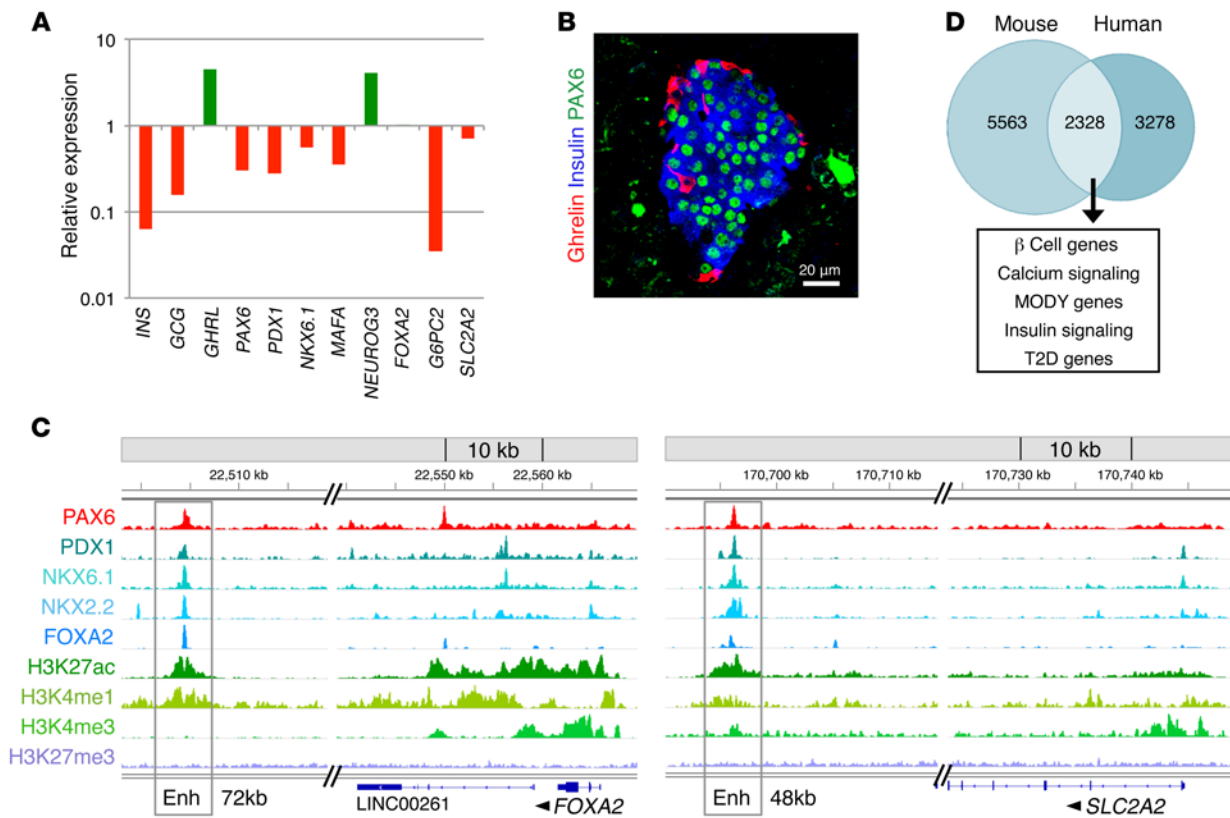 A
Relative expression
10
1
0.1
0.01
INS
GCG
GHRL
PAX6
PDX1
NKX6.1
MAFA
NEUROG3
FOXA2
G6PC2
SLC2A2
B
Ghrelin Insulin PAX6
20 µm
D
Mouse Human
5563 2328 3278
β Cell genes
Calcium signaling
MODY genes
Insulin signaling
T2D genes
C
10 kb
22,510 kb 22,550 kb 22,560 kb
10 kb
170,700 kb 170,710 kb 170,730 kb 170,740 kb
PAX6
PDX1
NKX6.1
NKX2.2
FOXA2
H3K27ac
H3K4me1
H3K4me3
H3K27me3
Enh 72kb
LINC00261
◄ FOXA2
Enh 48kb
◄ SLC2A2